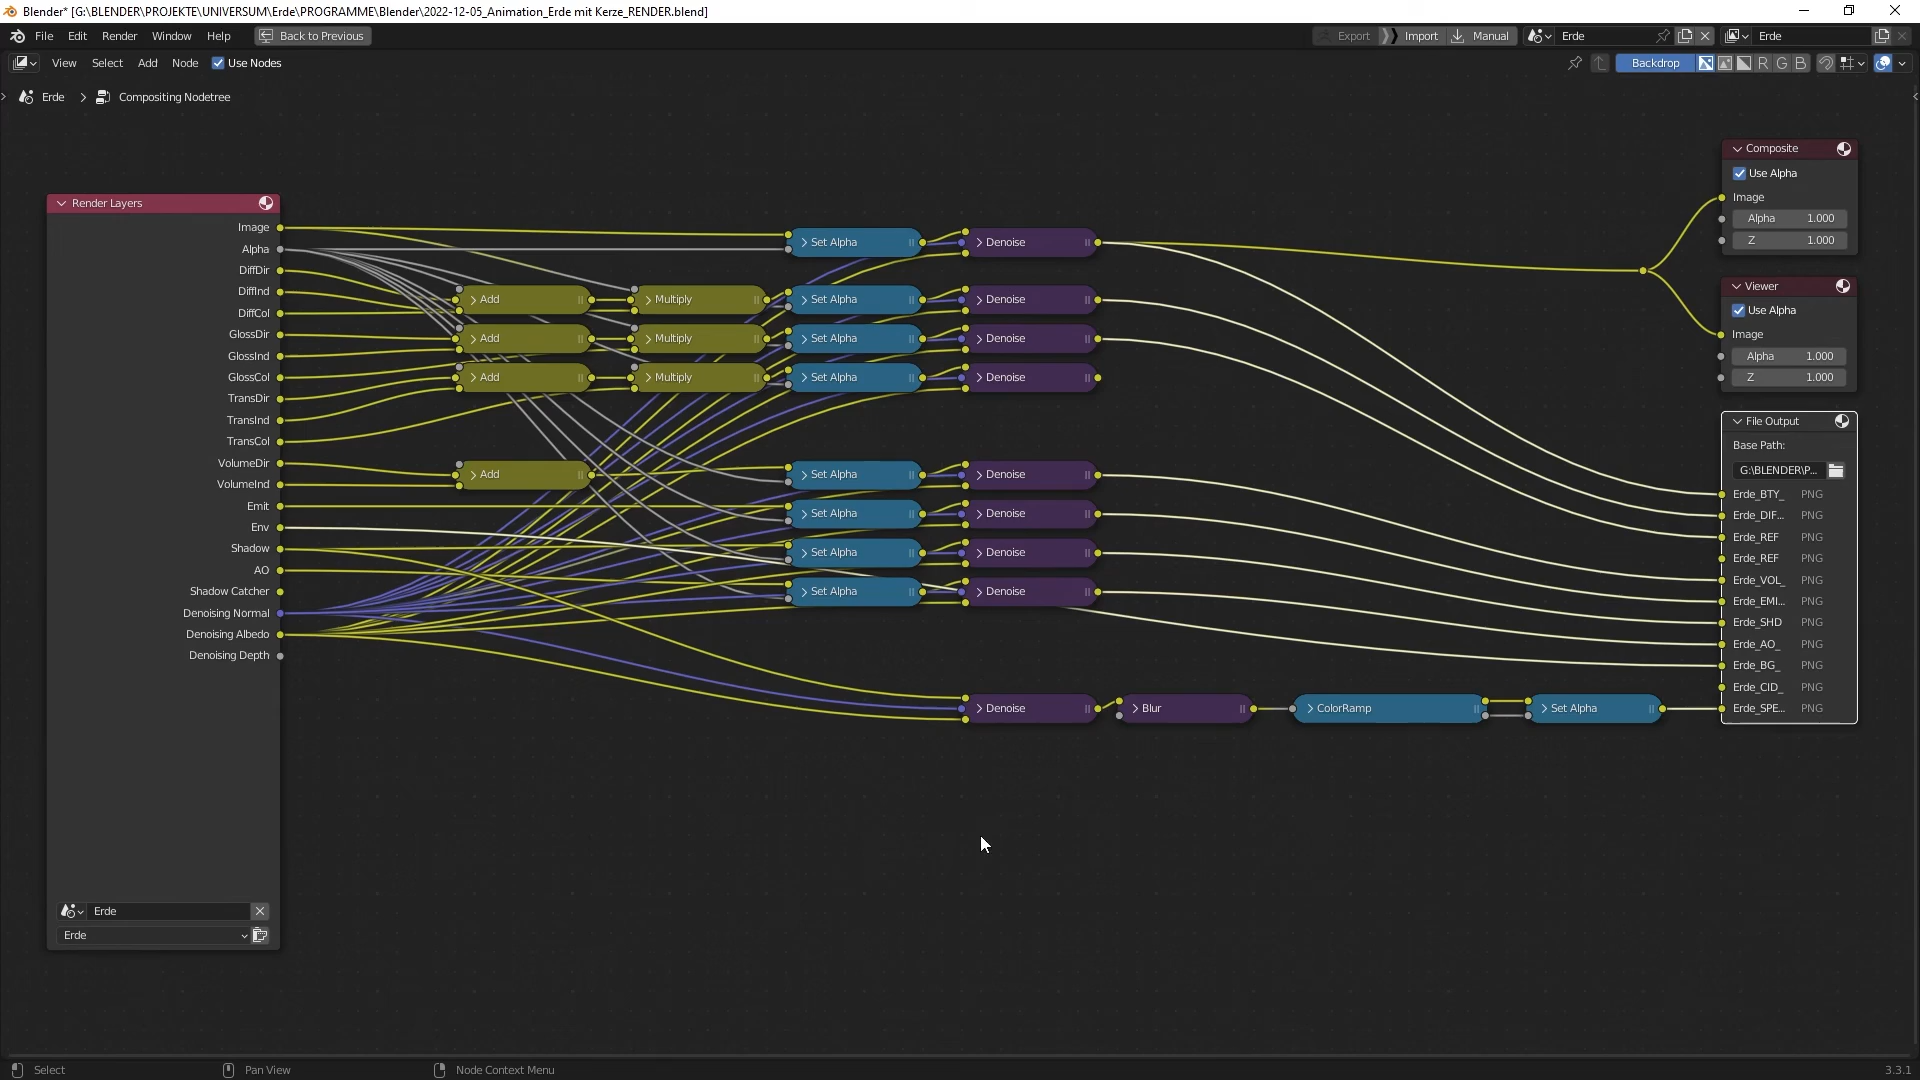 Blender* [G:\BLENDER\PROJEKTE\UNIVERSUM\Erde\PROGRAMME\Blender\2022-12-05_Animation_Erde mit Kerze_RENDER.blend]
File Edit Render Window Help Back to Previous Export Import Manual Erde Erde
View Select Add Node Use Nodes Backdrop R G B
Erde Compositing Nodetree
Render Layers
Image
Alpha
DiffDir
DiffInd
DiffCol
GlossDir
GlossInd
GlossCol
TransDir
TransInd
TransCol
VolumeDir
VolumeInd
Emit
Env
Shadow
AO
Shadow Catcher
Denoising Normal
Denoising Albedo
Denoising Depth
Erde
Erde
Set Alpha Denoise
Add Multiply Set Alpha Denoise
Add Multiply Set Alpha Denoise
Add Multiply Set Alpha Denoise
Add Set Alpha Denoise
Set Alpha Denoise
Set Alpha Denoise
Set Alpha Denoise
Denoise Blur ColorRamp Set Alpha
Composite
Use Alpha
Image
Alpha 1.000
Z 1.000
Viewer
Use Alpha
Image
Alpha 1.000
Z 1.000
File Output
Base Path:
G:\BLENDER\P...
Erde_BTY_ PNG
Erde_DIF... PNG
Erde_REF PNG
Erde_REF PNG
Erde_VOL_ PNG
Erde_EMI... PNG
Erde_SHD PNG
Erde_AO_ PNG
Erde_BG_ PNG
Erde_CID_ PNG
Erde_SPE... PNG
Select Pan View Node Context Menu 3.3.1